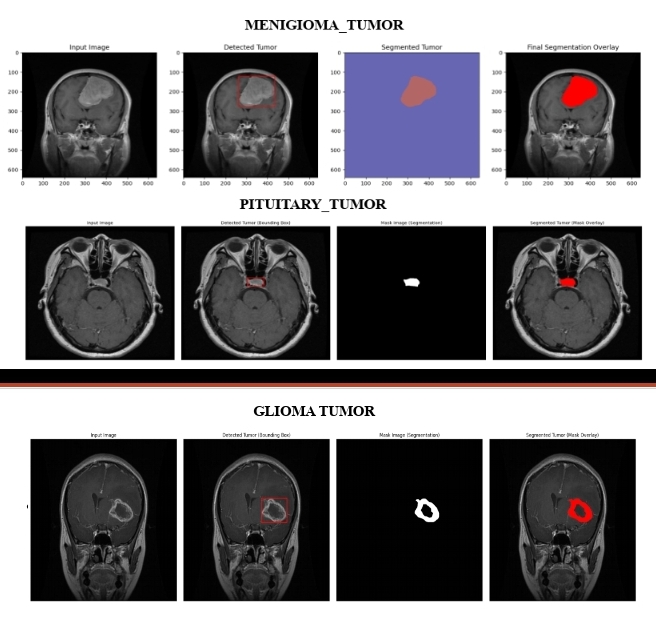 MENIGIOMA_TUMOR
Input Image Detected Tumor Segmented Tumor Final Segmentation Overlay
0 0 0 0
100 100 100 100
200 200 200 200
300 300 300 300
400 400 400 400
500 500 500 500
600 600 600 600
0 100 200 300 400 500 600 0 100 200 300 400 500 600 0 100 200 300 400 500 600 0 100 200 300 400 500 600
PITUITARY_TUMOR
Input Image Detected Tumor (Bounding Box) Mask Image (Segmentation) Segmented Tumor (Mask Overlay)
GLIOMA TUMOR
Input Image Detected Tumor (Bounding Box) Mask Image (Segmentation) Segmented Tumor (Mask Overlay)